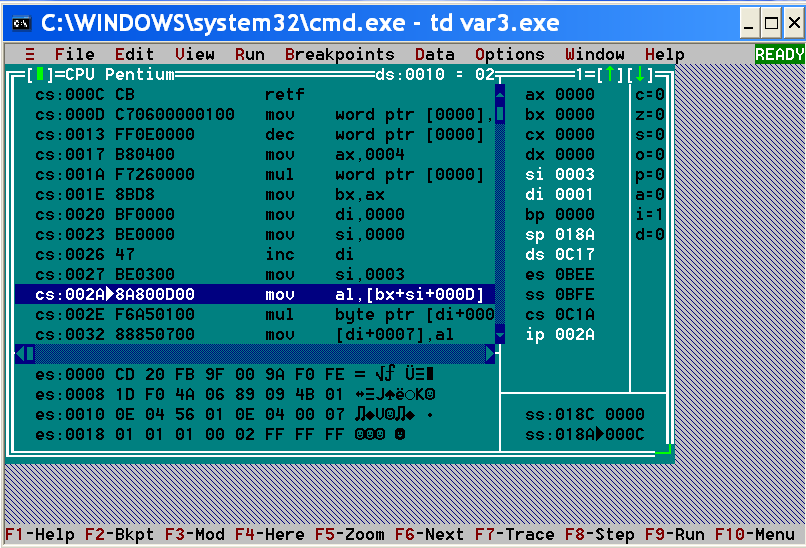 C:\WINDOWS\system32\cmd.exe - td var3.exe
≡ File Edit View Run Breakpoints Data Options Window Help READY
[■]=CPU Pentium ds:0010 = 02 1=[↑][↓]
cs:000C CB retf ax 0000 c=0
cs:000D C70600000100 mov word ptr [0000], bx 0000 z=0
cs:0013 FF0E0000 dec word ptr [0000] cx 0000 s=0
cs:0017 B80400 mov ax,0004 dx 0000 o=0
cs:001A F7260000 mul word ptr [0000] si 0003 p=0
cs:001E 8BD8 mov bx,ax di 0001 a=0
cs:0020 BF0000 mov di,0000 bp 0000 i=1
cs:0023 BE0000 mov si,0000 sp 018A d=0
cs:0026 47 inc di ds 0C17
cs:0027 BE0300 mov si,0003 es 0BEE
cs:002A►8A800D00 mov al,[bx+si+000D] ss 0BFE
cs:002E F6A50100 mul byte ptr [di+000 cs 0C1A
cs:0032 88850700 mov [di+0007],al ip 002A
es:0000 CD 20 FB 9F 00 9A F0 FE
es:0008 1D F0 4A 06 89 09 4B 01
es:0010 0E 04 56 01 0E 04 00 07 ss:018C 0000
es:0018 01 01 01 00 02 FF FF FF ss:018A►000C
F1-Help F2-Bkpt F3-Mod F4-Here F5-Zoom F6-Next F7-Trace F8-Step F9-Run F10-Menu